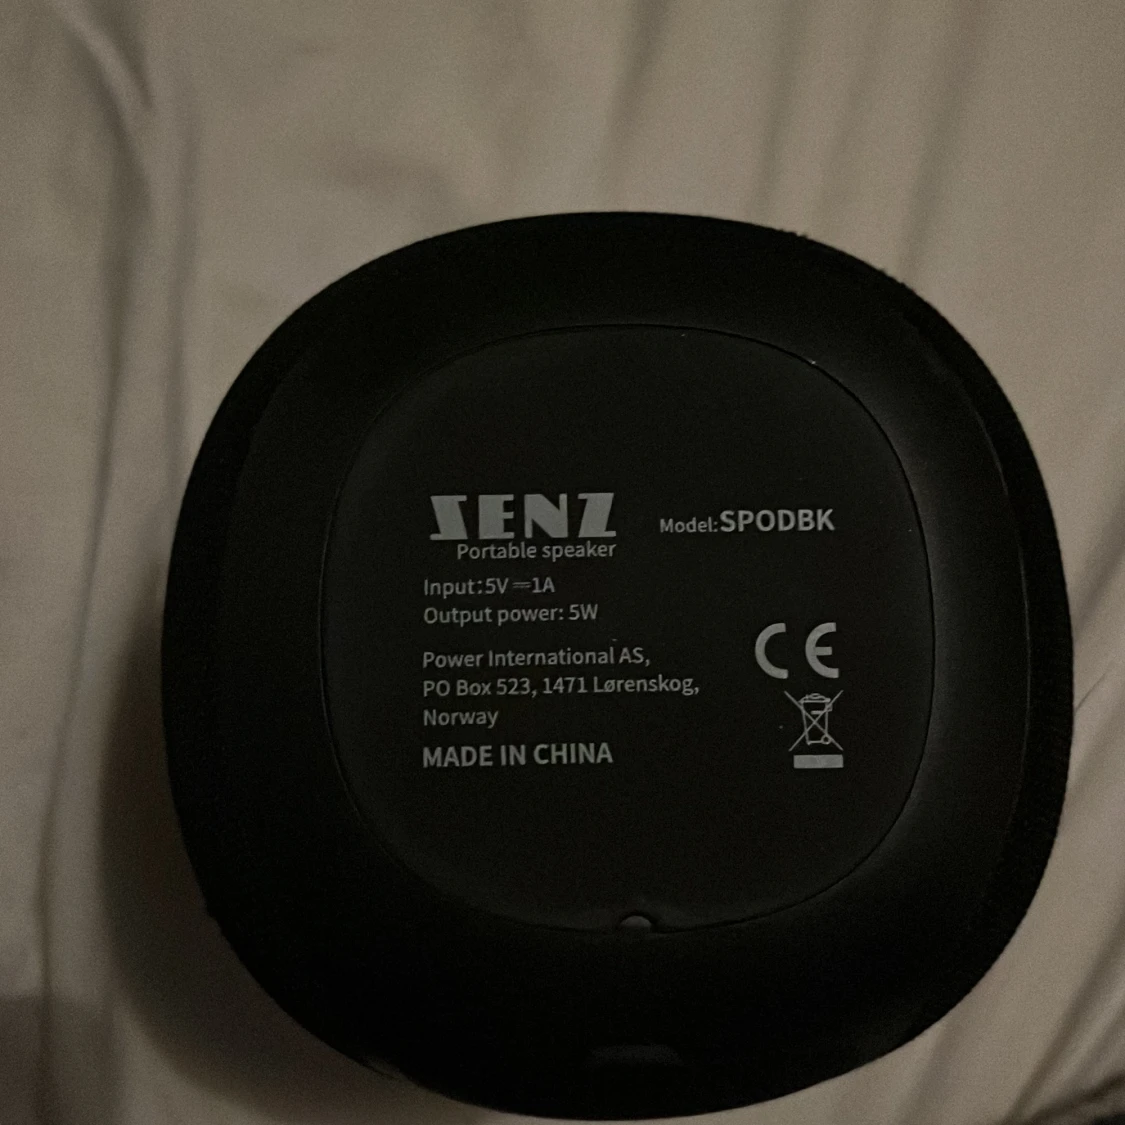 SENZ
Portable speaker
Model:SPODBK
Input:5V⎓1A
Output power: 5W
Power International AS,
PO Box 523, 1471 Lørenskog,
Norway
MADE IN CHINA
CE